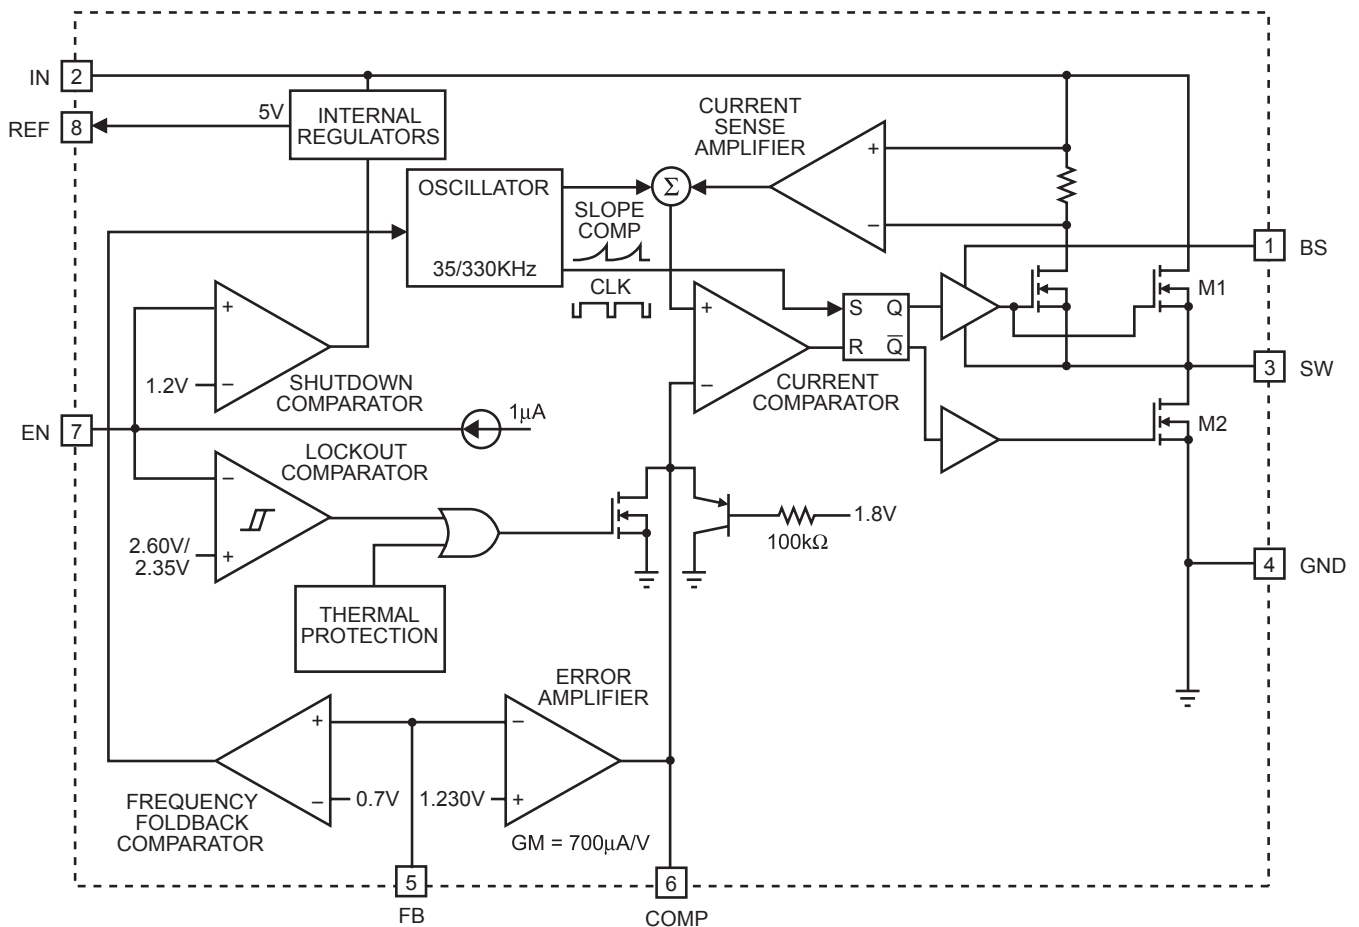 IN
2
REF
8
5V
INTERNAL
REGULATORS
CURRENT
SENSE
AMPLIFIER
+
–
OSCILLATOR
35/330KHz
Σ
SLOPE
COMP
CLK
1
BS
+
1.2V
–
SHUTDOWN
COMPARATOR
+
–
CURRENT
COMPARATOR
S
Q
R
Q̅
M1
3
SW
EN
7
1µA
LOCKOUT
COMPARATOR
–
2.60V/
2.35V
+
M2
1.8V
100kΩ
THERMAL
PROTECTION
4
GND
ERROR
AMPLIFIER
+
–
0.7V
–
1.230V
+
FREQUENCY
FOLDBACK
COMPARATOR
GM = 700µA/V
5
FB
6
COMP